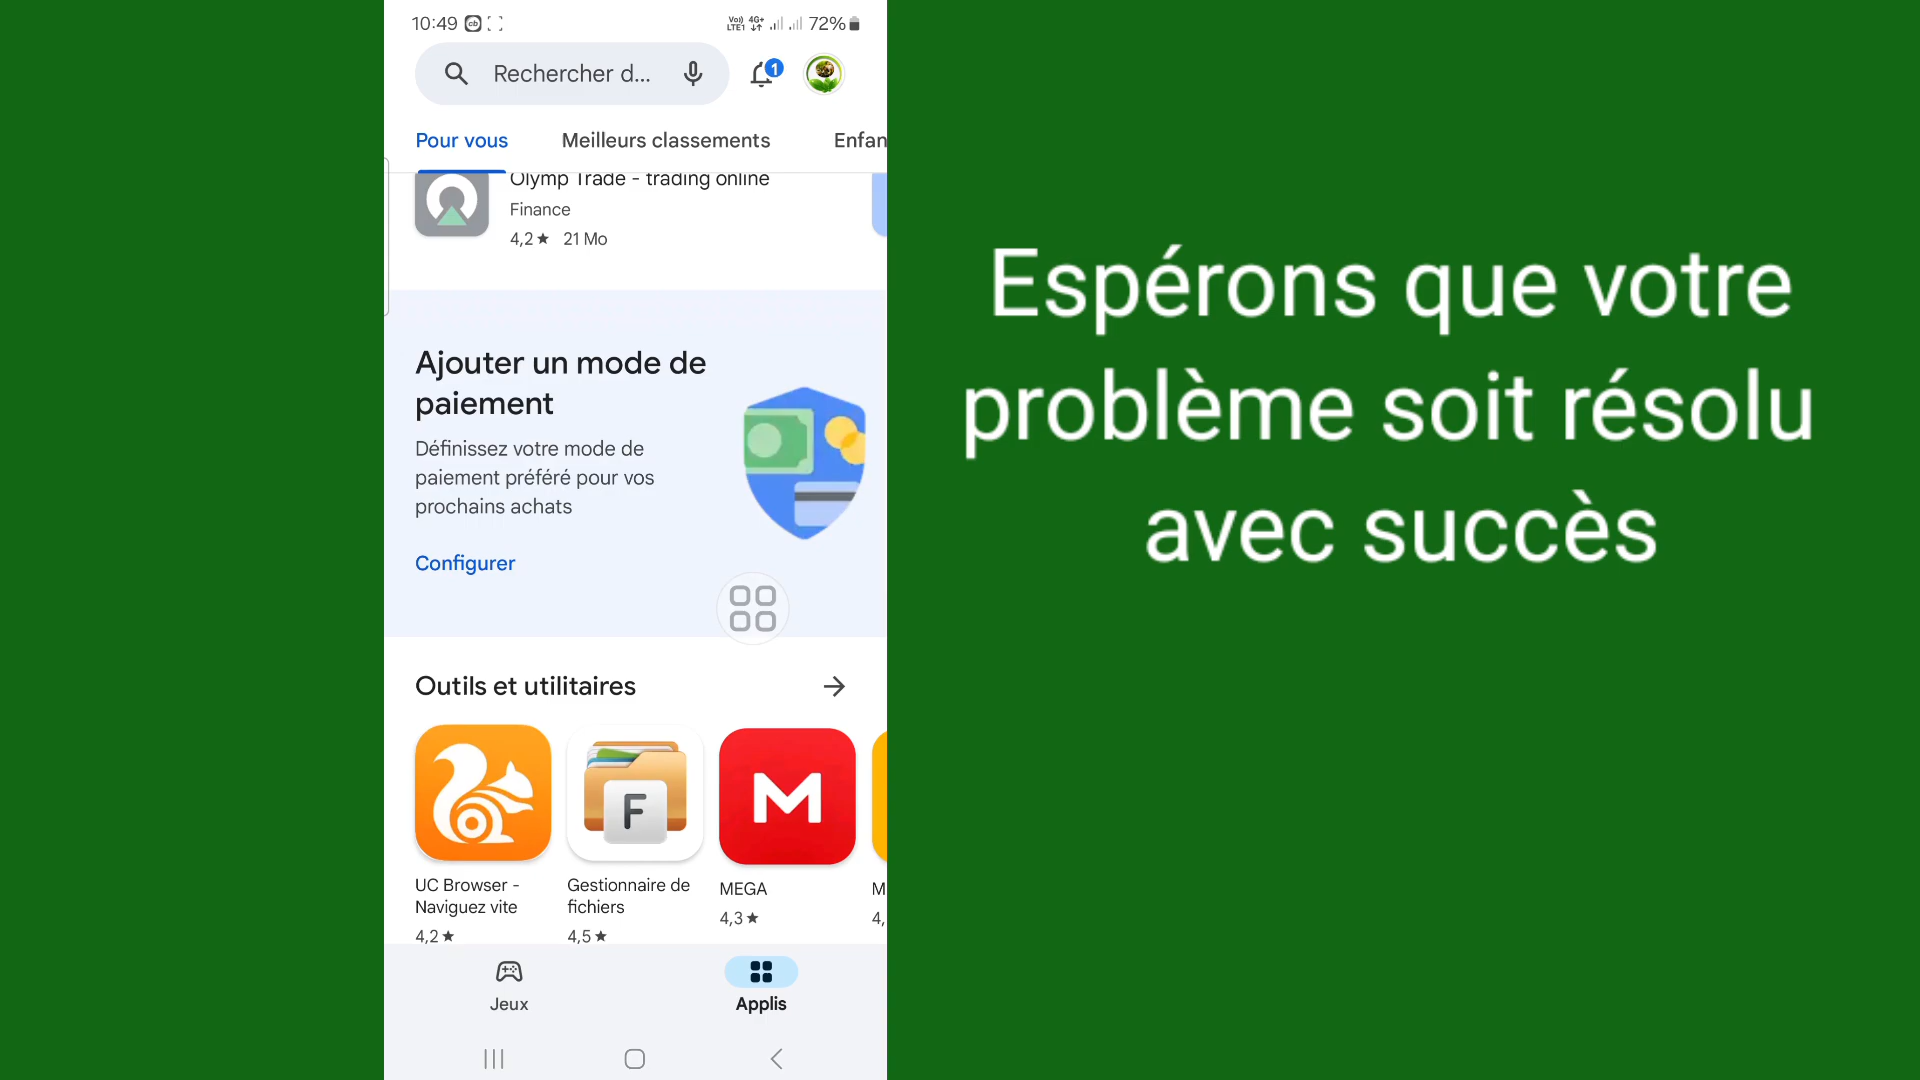 10:49
Vo)) 4G+ 72%
LTE1
Rechercher d... 1
Pour vous Meilleurs classements Enfan
Olymp Trade - trading online
Finance
4,2★ 21 Mo
Ajouter un mode de
paiement
Définissez votre mode de
paiement préféré pour vos
prochains achats
Configurer
Outils et utilitaires
F M
UC Browser -
Naviguez vite
4,2★
Gestionnaire de
fichiers
4,5★
MEGA
4,3★
M
4,
Jeux Applis
Espérons que votre
problème soit résolu
avec succès